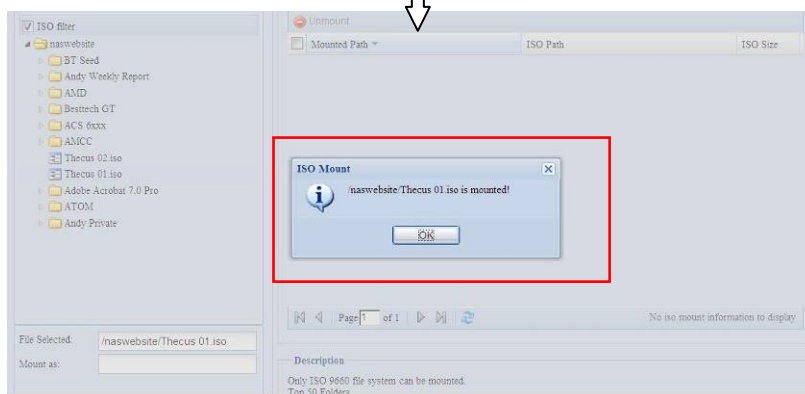 ISO filter
naswebsite
BT Seed
Andy Weekly Report
AMD
Besttech GT
ACS 6xxx
AMCC
Thecus 02.iso
Thecus 01.iso
Adobe Acrobat 7.0 Pro
ATOM
Andy Private
File Selected: /naswebsite/Thecus 01.iso
Mount as:
Unmount
Mounted Path ISO Path ISO Size
ISO Mount
/naswebsite/Thecus 01.iso is mounted!
OK
Page 1 of 1 No iso mount information to display
Description
Only ISO 9660 file system can be mounted.
Top 50 Folders